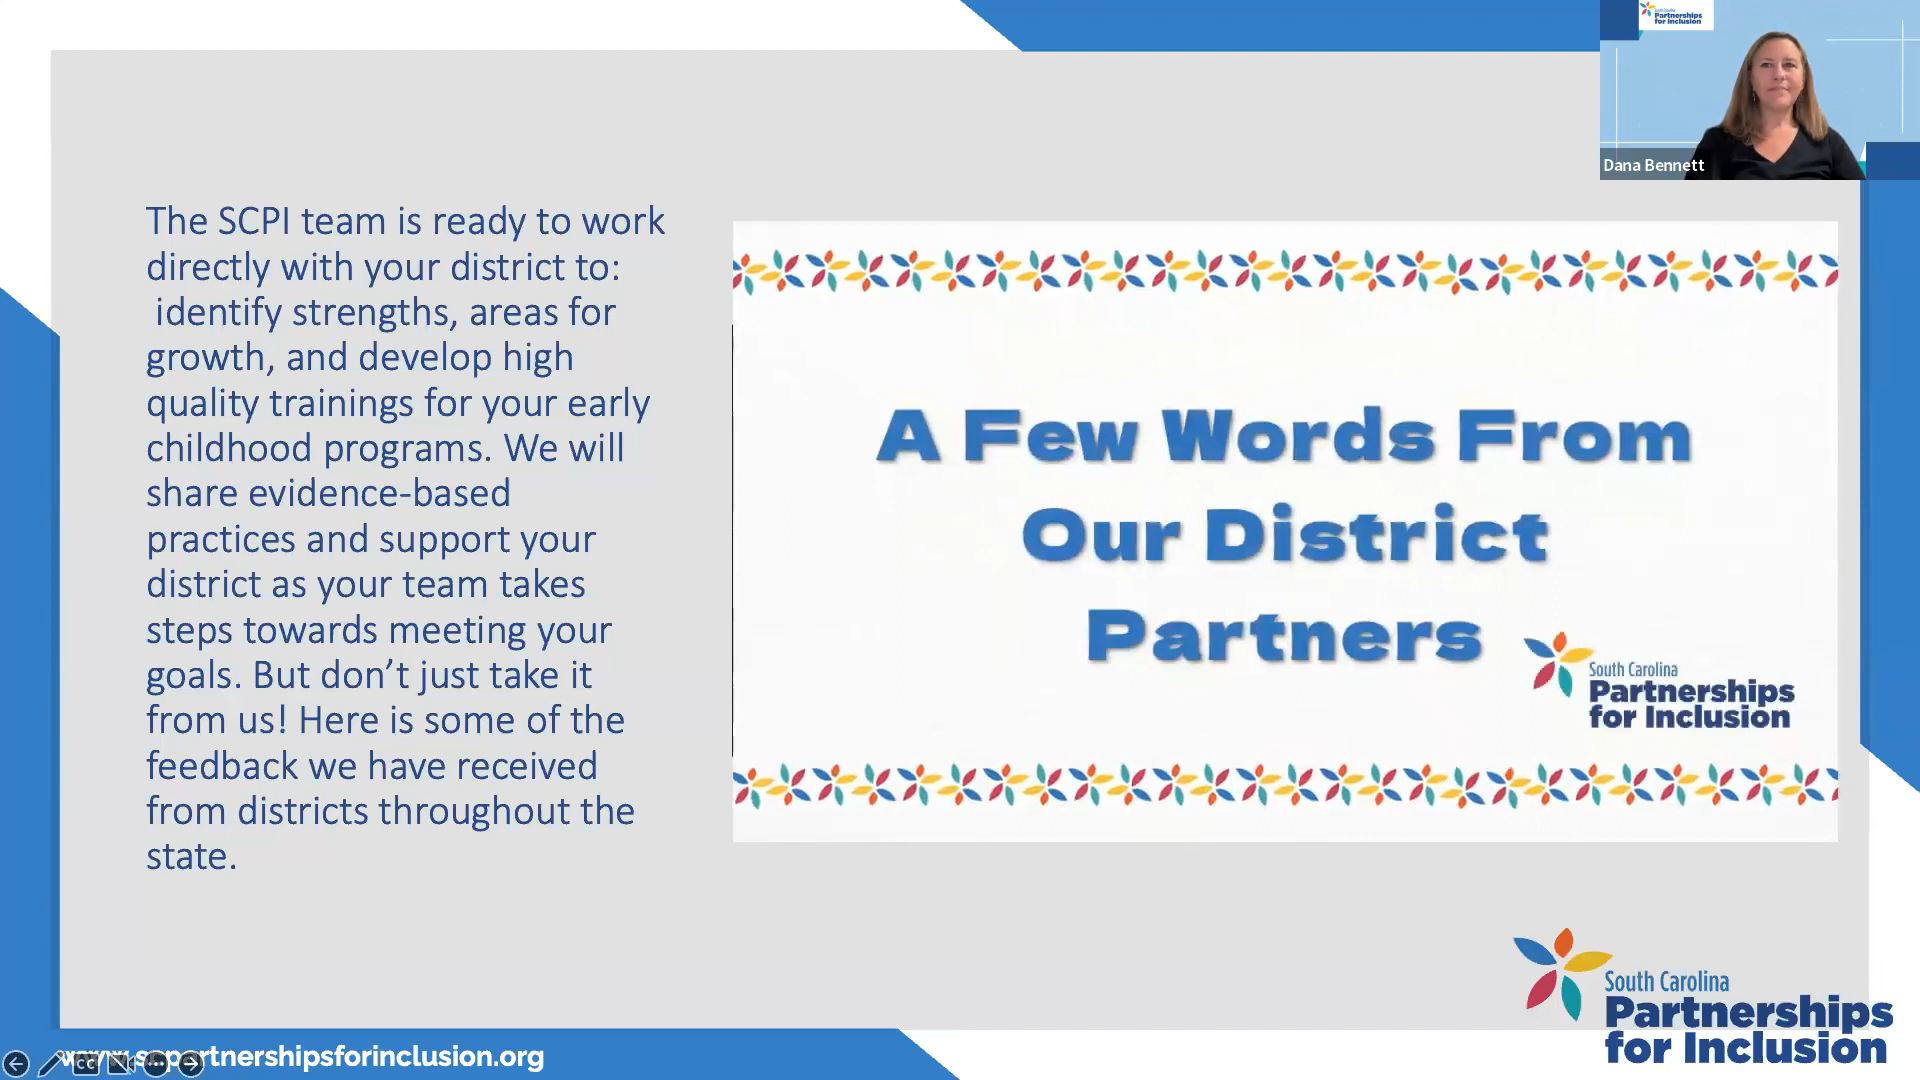 South Carolina
Partnerships
for Inclusion
Dana Bennett
The SCPI team is ready to work
directly with your district to:
identify strengths, areas for
growth, and develop high
quality trainings for your early
childhood programs. We will
share evidence-based
practices and support your
district as your team takes
steps towards meeting your
goals. But don’t just take it
from us! Here is some of the
feedback we have received
from districts throughout the
state.
A Few Words From
Our District
Partners
South Carolina
Partnerships
for Inclusion
South Carolina
Partnerships
for Inclusion
www.scpartnershipsforinclusion.org
CC